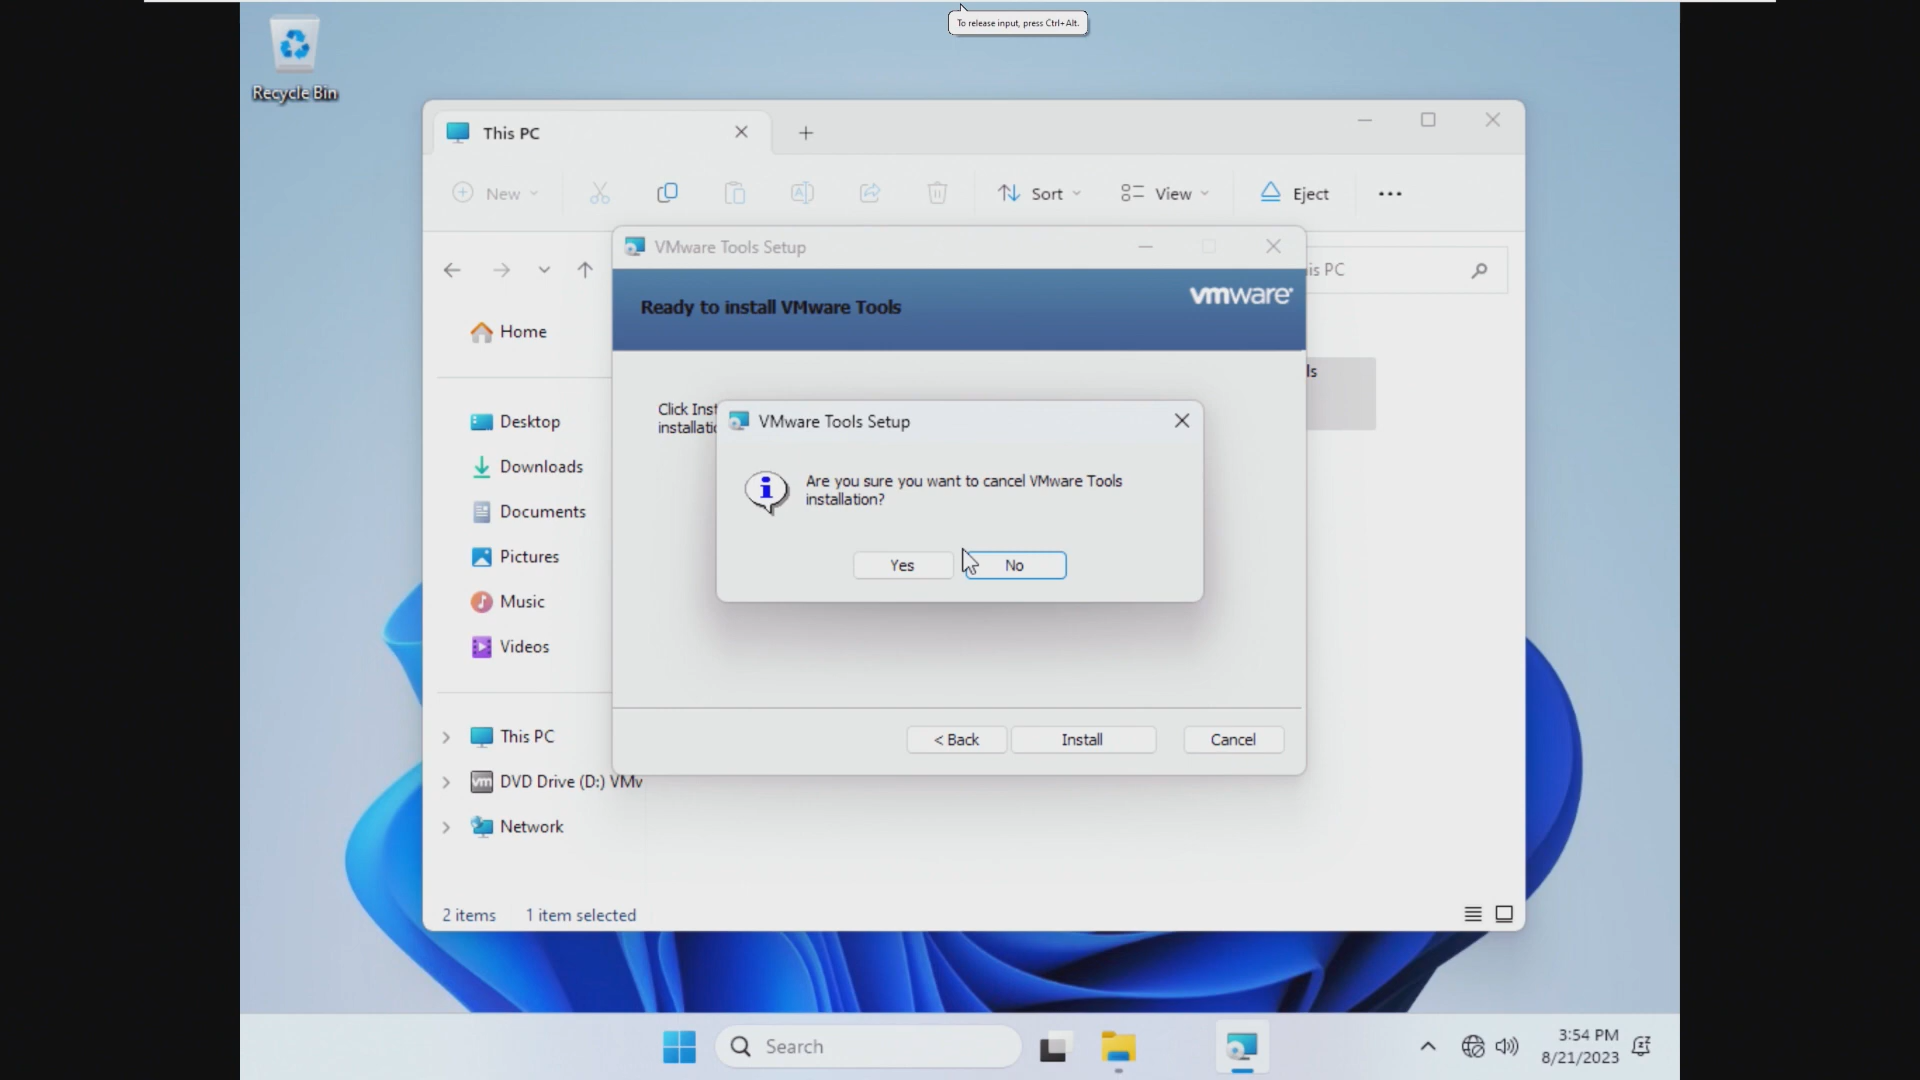 To release input, press Ctrl+Alt.
Recycle Bin
This PC
New
Sort
View
Eject
VMware Tools Setup
is PC
Ready to install VMware Tools
vmware
Home
ls
Click Inst
installatio
VMware Tools Setup
Are you sure you want to cancel VMware Tools
installation?
Yes
No
Desktop
Downloads
Documents
Pictures
Music
Videos
< Back
Install
Cancel
This PC
vm
DVD Drive (D:) VMw
Network
2 items
1 item selected
Search
3:54 PM
8/21/2023